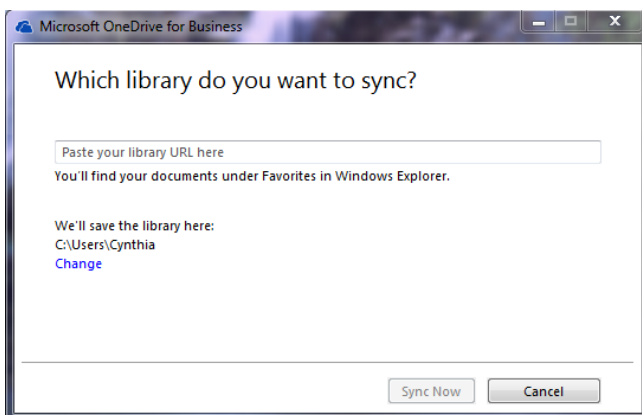 Microsoft OneDrive for Business
Which library do you want to sync?
Paste your library URL here
You'll find your documents under Favorites in Windows Explorer.
We'll save the library here:
C:\Users\Cynthia
Change
Sync Now
Cancel